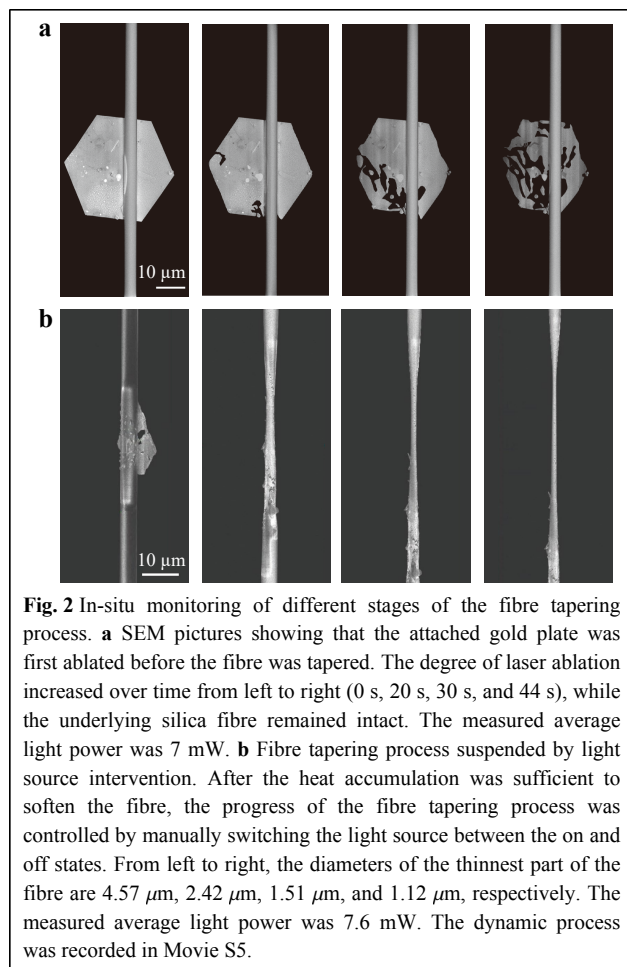 a
10 µm
b
10 µm
Fig. 2 In-situ monitoring of different stages of the fibre tapering
process. a SEM pictures showing that the attached gold plate was
first ablated before the fibre was tapered. The degree of laser ablation
increased over time from left to right (0 s, 20 s, 30 s, and 44 s), while
the underlying silica fibre remained intact. The measured average
light power was 7 mW. b Fibre tapering process suspended by light
source intervention. After the heat accumulation was sufficient to
soften the fibre, the progress of the fibre tapering process was
controlled by manually switching the light source between the on and
off states. From left to right, the diameters of the thinnest part of the
fibre are 4.57 µm, 2.42 µm, 1.51 µm, and 1.12 µm, respectively. The
measured average light power was 7.6 mW. The dynamic process
was recorded in Movie S5.